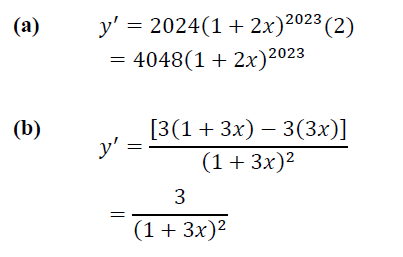 (a) y′ = 2024(1 + 2x)²⁰²³(2)
= 4048(1 + 2x)²⁰²³
(b) y′ = [3(1 + 3x) − 3(3x)] / (1 + 3x)²
= 3 / (1 + 3x)²